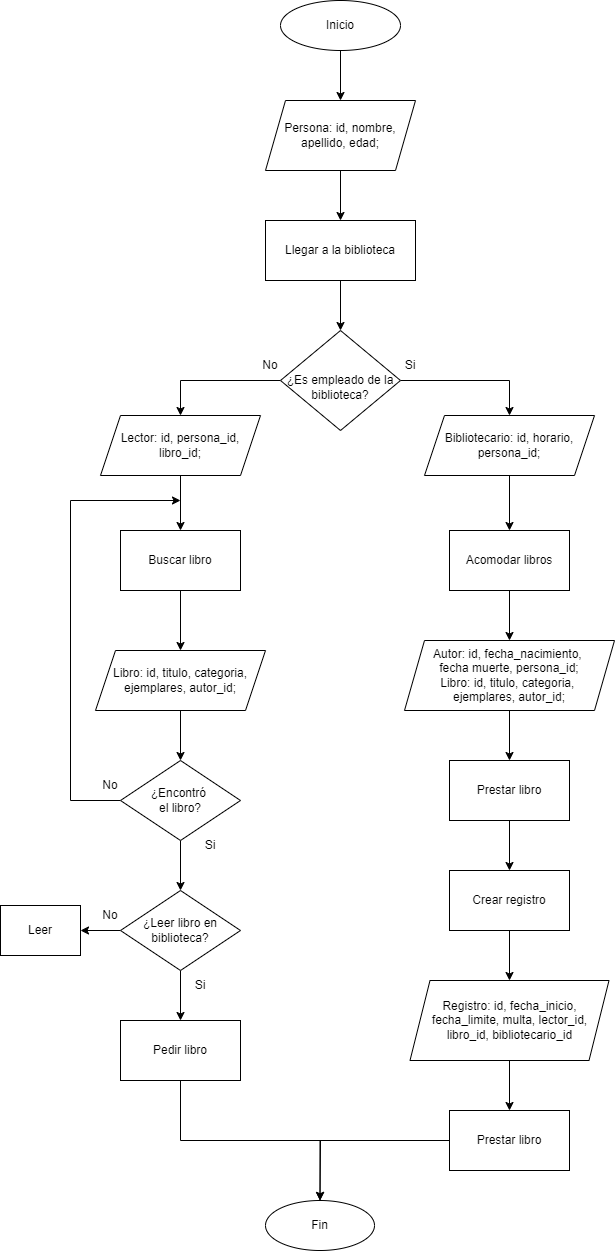 Inicio
Persona: id, nombre,
apellido, edad;
Llegar a la biblioteca
¿Es empleado de la
biblioteca?
No
Si
Lector: id, persona_id,
libro_id;
Bibliotecario: id, horario,
persona_id;
Buscar libro
Acomodar libros
Libro: id, titulo, categoria,
ejemplares, autor_id;
Autor: id, fecha_nacimiento,
fecha muerte, persona_id;
Libro: id, titulo, categoria,
ejemplares, autor_id;
¿Encontró
el libro?
No
Si
Prestar libro
¿Leer libro en
biblioteca?
No
Si
Leer
Crear registro
Pedir libro
Registro: id, fecha_inicio,
fecha_limite, multa, lector_id,
libro_id, bibliotecario_id
Prestar libro
Fin